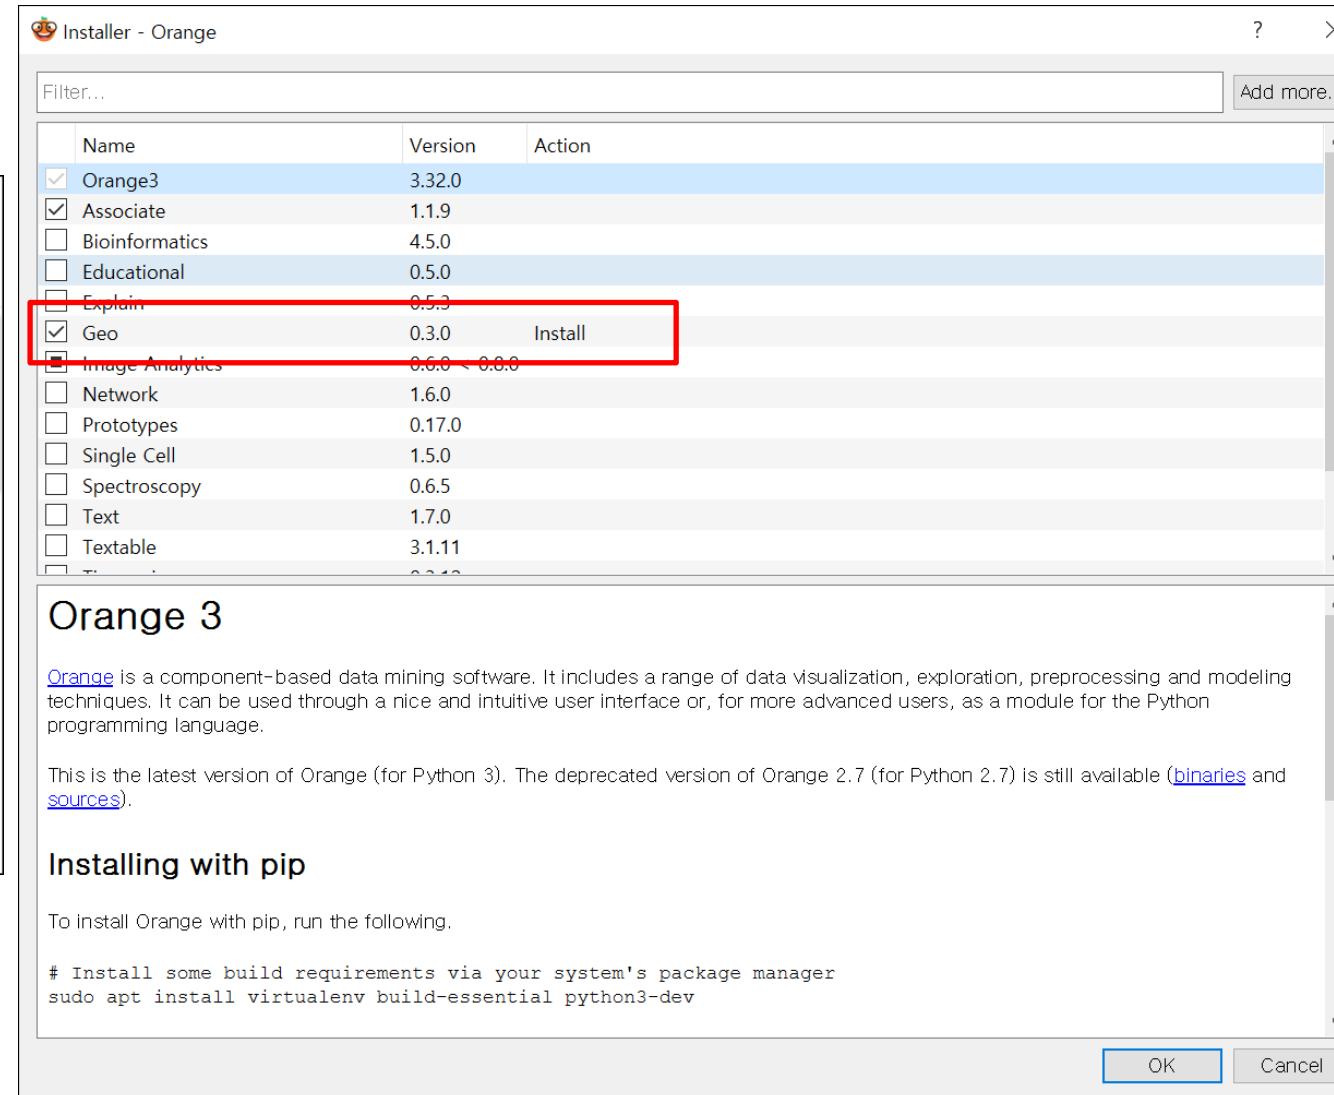 Installer - Orange
?
Filter...
Add more.
Name Version Action
Orange3 3.32.0
Associate 1.1.9
Bioinformatics 4.5.0
Educational 0.5.0
Explain 0.5.3
Geo 0.3.0 Install
Image Analytics 0.6.0 < 0.8.0
Network 1.6.0
Prototypes 0.17.0
Single Cell 1.5.0
Spectroscopy 0.6.5
Text 1.7.0
Textable 3.1.11
Orange 3
Orange is a component-based data mining software. It includes a range of data visualization, exploration, preprocessing and modeling
techniques. It can be used through a nice and intuitive user interface or, for more advanced users, as a module for the Python
programming language.
This is the latest version of Orange (for Python 3). The deprecated version of Orange 2.7 (for Python 2.7) is still available (binaries and
sources).
Installing with pip
To install Orange with pip, run the following.
# Install some build requirements via your system's package manager
sudo apt install virtualenv build-essential python3-dev
OK Cancel